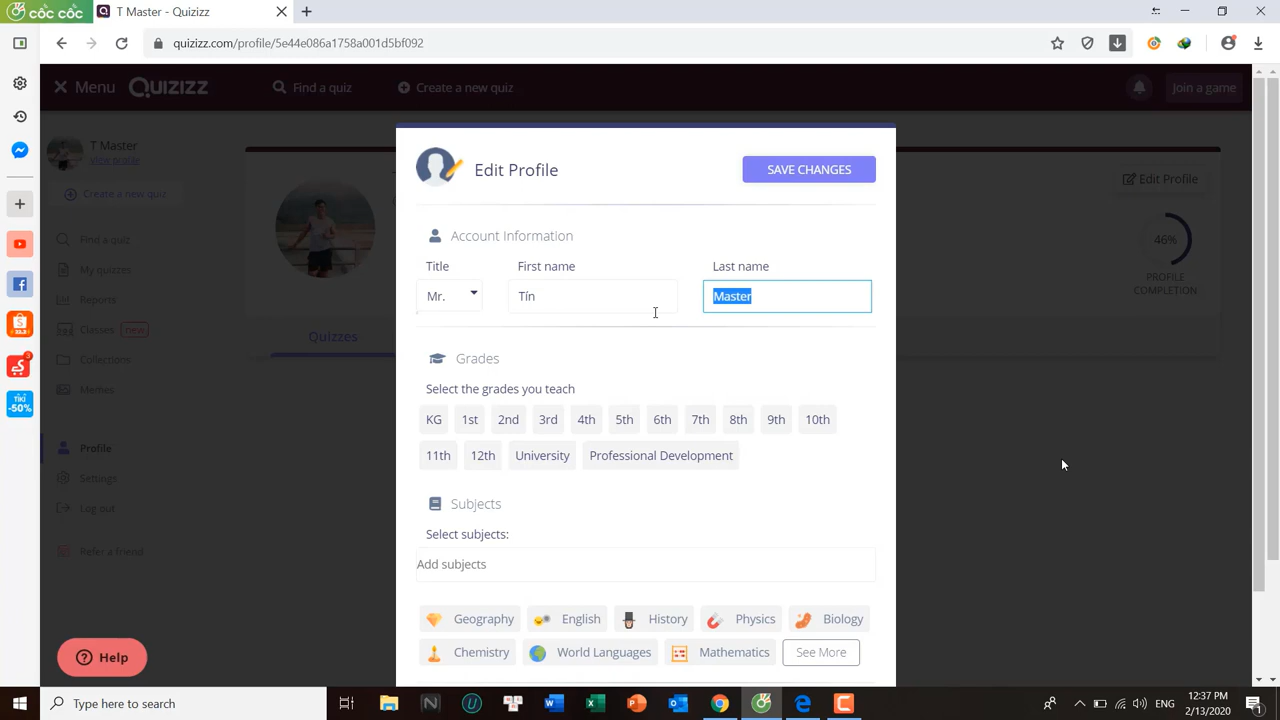 CỐC CỐC
T Master - Quizizz
quizizz.com/profile/5e44e086a1758a001d5bf092
Menu
QUIZIZZ
Find a quiz
Create a new quiz
Join a game
T Master
View profile
Create a new quiz
Find a quiz
My quizzes
Reports
Classes new
Collections
Memes
Profile
Settings
Log out
Refer a friend
Help
Quizzes
Edit Profile
46%
PROFILE
COMPLETION
Edit Profile
SAVE CHANGES
Account Information
Title First name Last name
Mr. Tín Master
Grades
Select the grades you teach
KG 1st 2nd 3rd 4th 5th 6th 7th 8th 9th 10th
11th 12th University Professional Development
Subjects
Select subjects:
Add subjects
Geography English History Physics Biology
Chemistry World Languages Mathematics See More
3
TIKI
-50%
Type here to search
ENG
12:37 PM
2/13/2020
1